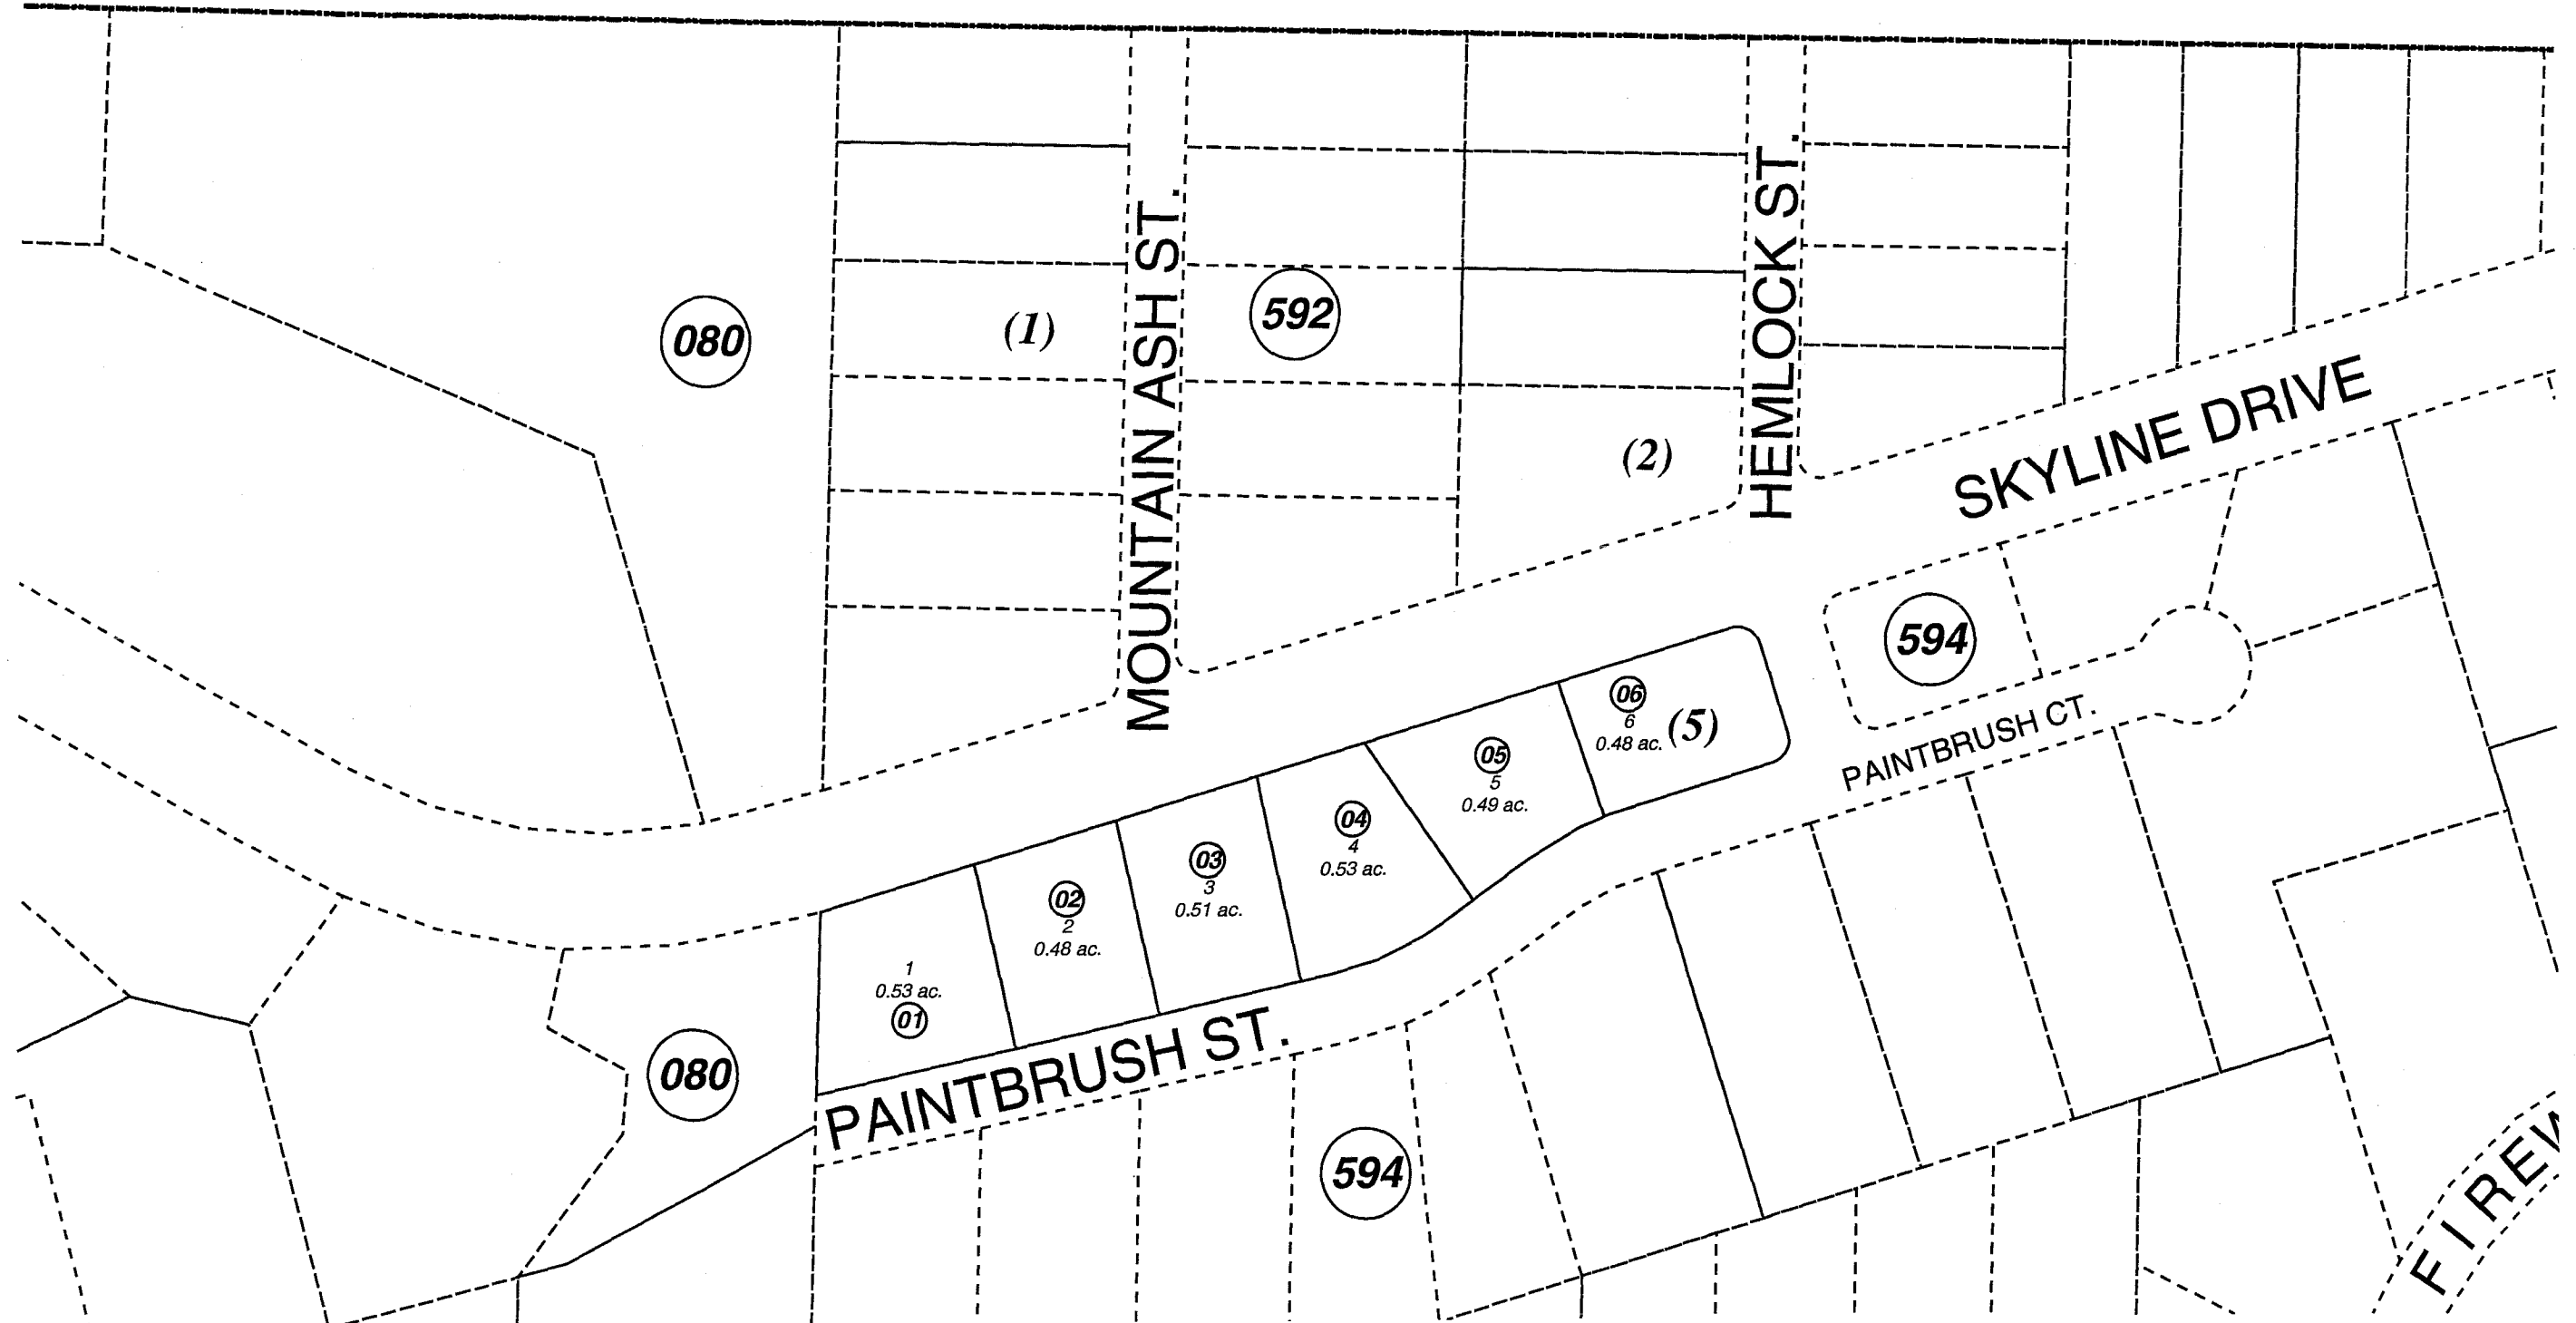 MOUNTAIN ASH ST.
HEMLOCK ST.
080
(1)
592
(2)
SKYLINE DRIVE
594
06
6
0.48 ac.
(5)
05
5
0.49 ac.
04
4
0.53 ac.
03
3
0.51 ac.
02
2
0.48 ac.
1
0.53 ac.
01
PAINTBRUSH CT.
PAINTBRUSH ST.
080
594